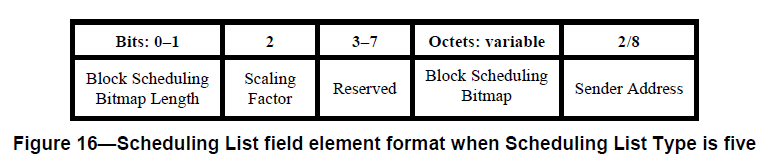 Bits: 0–1 2 3–7 Octets: variable 2/8
Block Scheduling Bitmap Length Scaling Factor Reserved Block Scheduling Bitmap Sender Address
Figure 16—Scheduling List field element format when Scheduling List Type is five